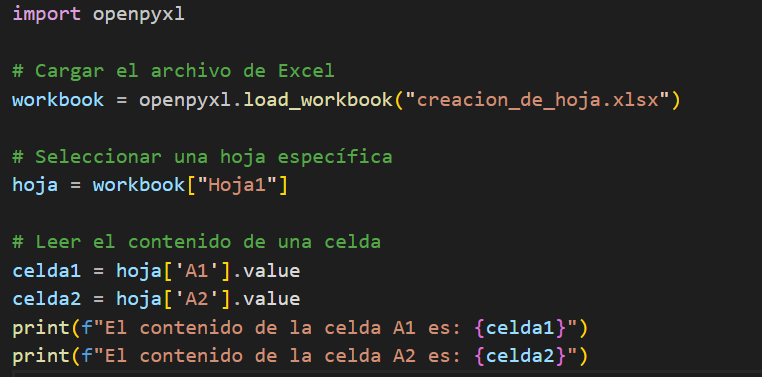 import openpyxl
# Cargar el archivo de Excel
workbook = openpyxl.load_workbook("creacion_de_hoja.xlsx")
# Seleccionar una hoja específica
hoja = workbook["Hoja1"]
# Leer el contenido de una celda
celda1 = hoja['A1'].value
celda2 = hoja['A2'].value
print(f"El contenido de la celda A1 es: {celda1}")
print(f"El contenido de la celda A2 es: {celda2}")